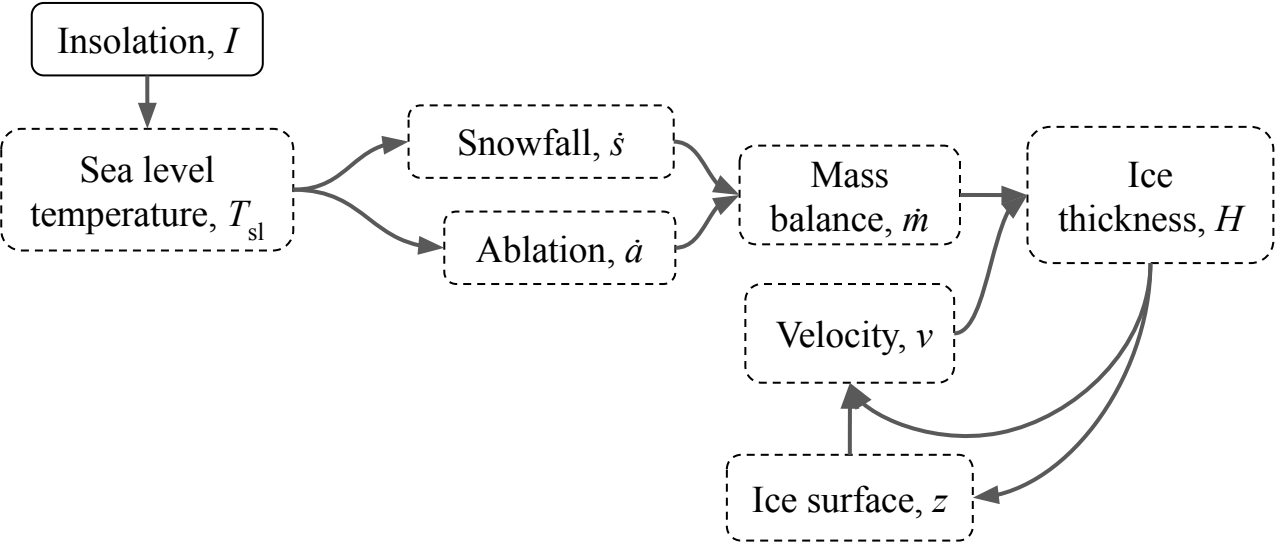 Insolation, I
Sea level
temperature, Tsl
Snowfall, ṡ
Ablation, ȧ
Mass
balance, ṁ
Ice
thickness, H
Velocity, v
Ice surface, z